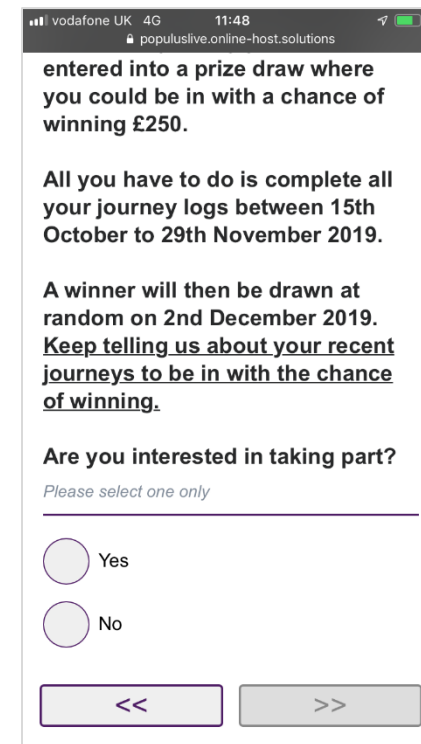 vodafone UK 4G 11:48
populuslive.online-host.solutions
entered into a prize draw where
you could be in with a chance of
winning £250.
All you have to do is complete all
your journey logs between 15th
October to 29th November 2019.
A winner will then be drawn at
random on 2nd December 2019.
Keep telling us about your recent
journeys to be in with the chance
of winning.
Are you interested in taking part?
Please select one only
Yes
No
<< >>